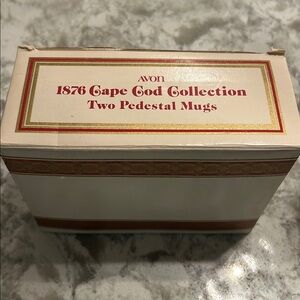 AVON
1876 Cape Cod Collection
Two Pedestal Mugs